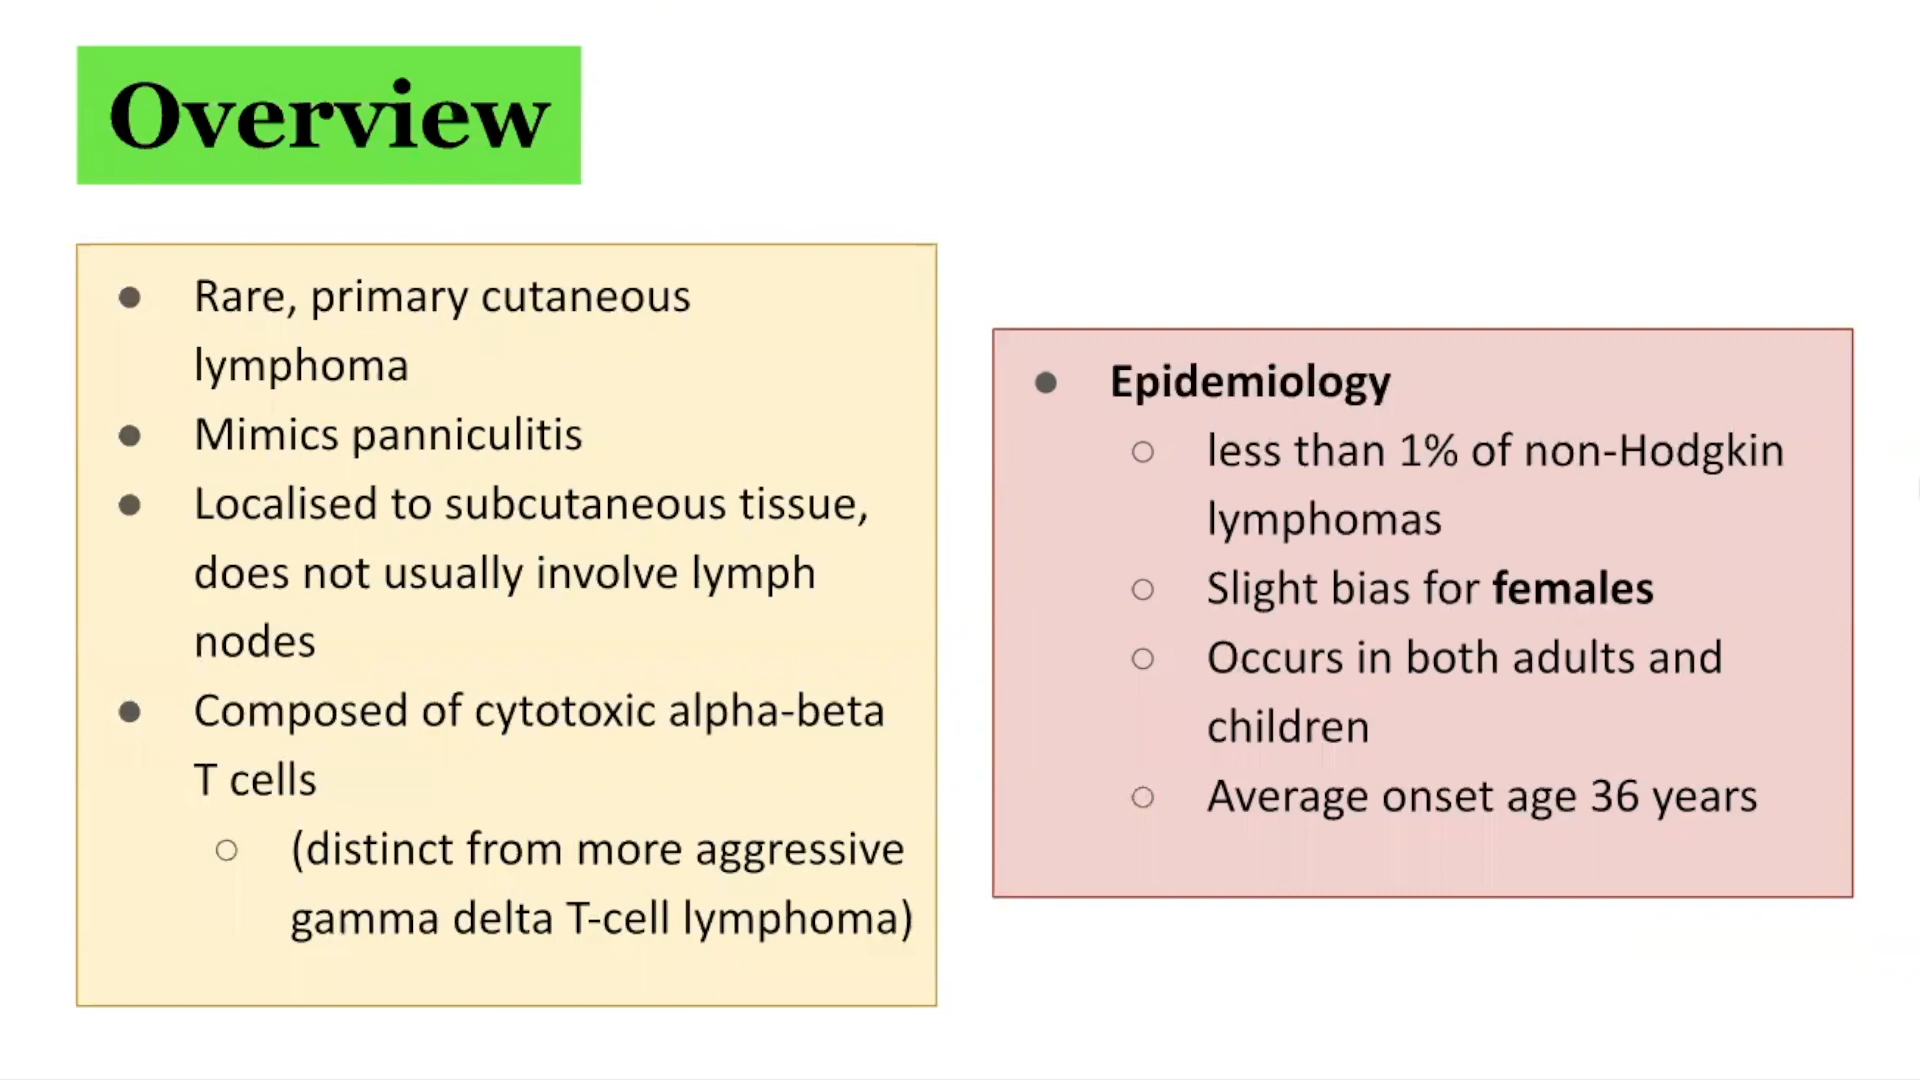 Overview
● Rare, primary cutaneous
lymphoma
● Mimics panniculitis
● Localised to subcutaneous tissue,
does not usually involve lymph
nodes
● Composed of cytotoxic alpha-beta
T cells
○ (distinct from more aggressive
gamma delta T-cell lymphoma)
● Epidemiology
○ less than 1% of non-Hodgkin
lymphomas
○ Slight bias for females
○ Occurs in both adults and
children
○ Average onset age 36 years